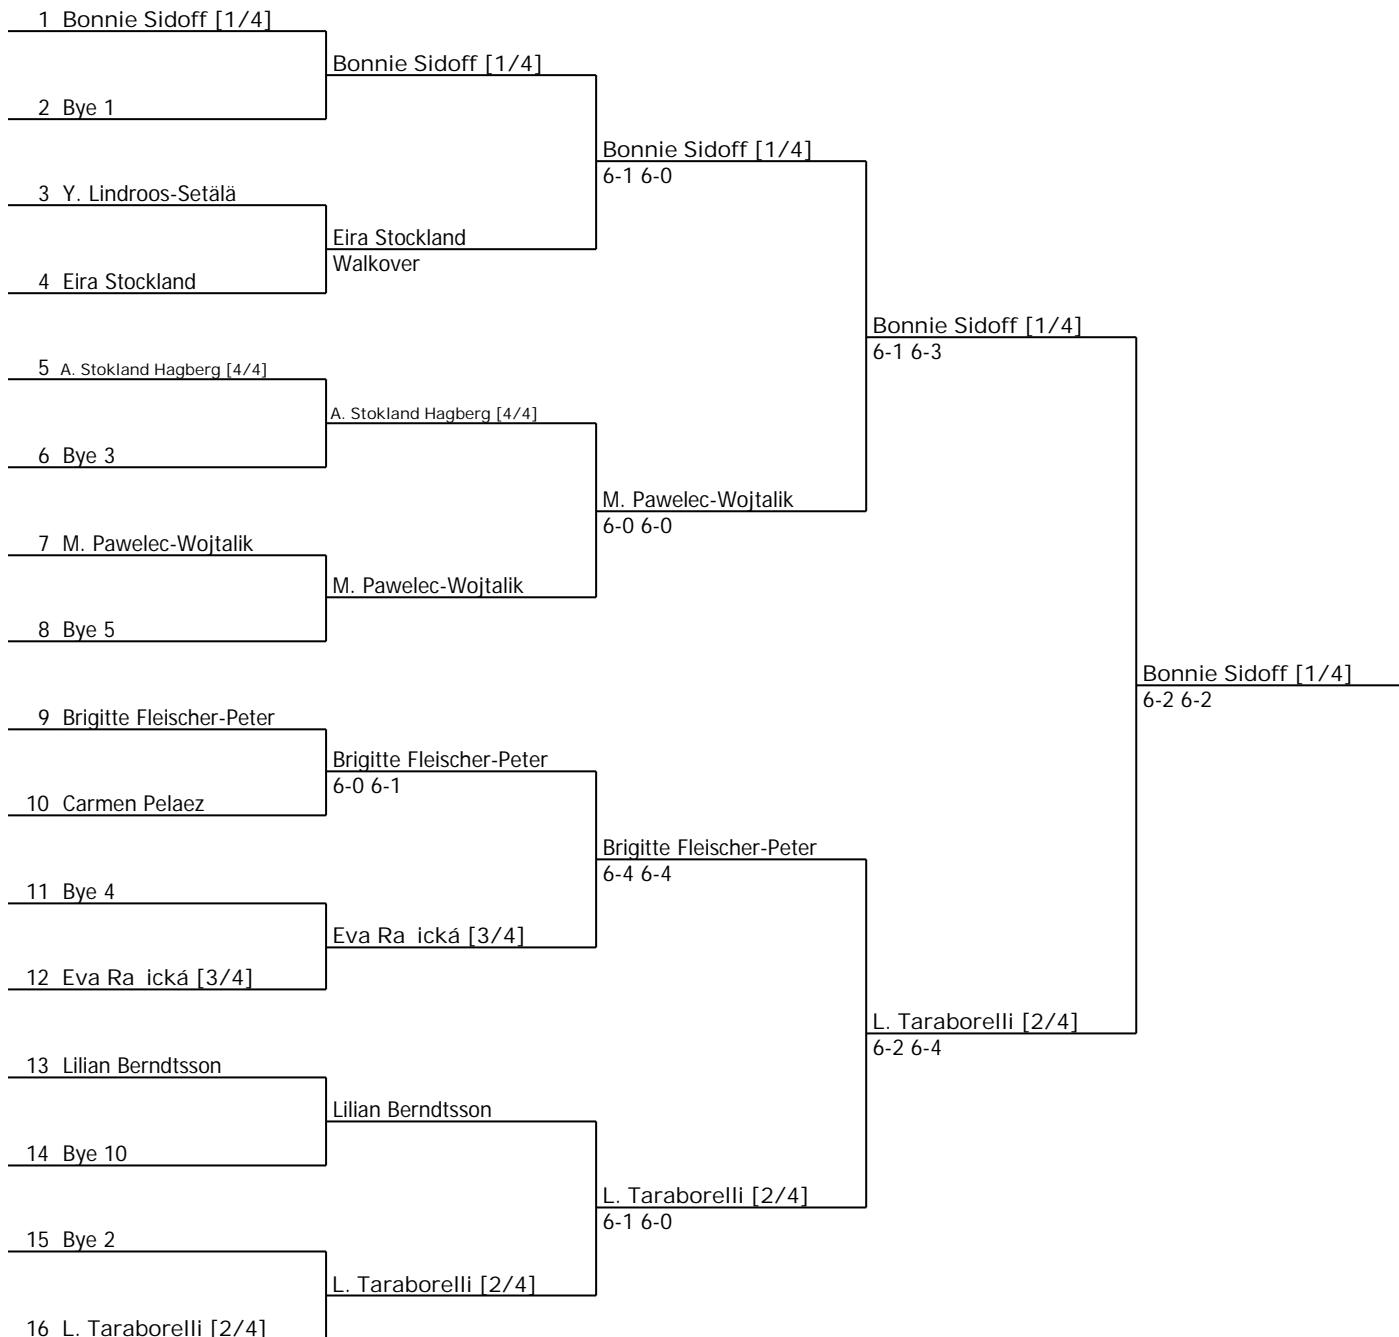 1 Bonnie Sidoff [1/4]
Bonnie Sidoff [1/4]
2 Bye 1
Bonnie Sidoff [1/4]
6-1 6-0
3 Y. Lindroos-Setälä
Eira Stockland
Walkover
4 Eira Stockland
Bonnie Sidoff [1/4]
6-1 6-3
5 A. Stokland Hagberg [4/4]
A. Stokland Hagberg [4/4]
6 Bye 3
M. Pawelec-Wojtalik
6-0 6-0
7 M. Pawelec-Wojtalik
M. Pawelec-Wojtalik
8 Bye 5
Bonnie Sidoff [1/4]
6-2 6-2
9 Brigitte Fleischer-Peter
Brigitte Fleischer-Peter
6-0 6-1
10 Carmen Pelaez
Brigitte Fleischer-Peter
6-4 6-4
11 Bye 4
Eva Ra ická [3/4]
12 Eva Ra ická [3/4]
L. Taraborelli [2/4]
6-2 6-4
13 Lilian Berndtsson
Lilian Berndtsson
14 Bye 10
L. Taraborelli [2/4]
6-1 6-0
15 Bye 2
L. Taraborelli [2/4]
16 L. Taraborelli [2/4]